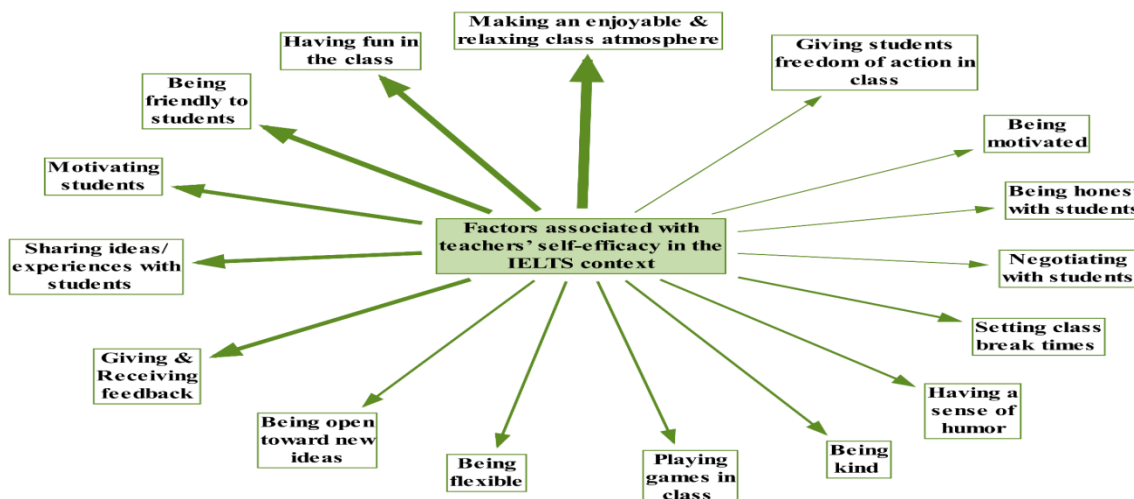 Making an enjoyable &
relaxing class atmosphere
Having fun in
the class
Giving students
freedom of action in
class
Being
friendly to
students
Being
motivated
Motivating
students
Being honest
with students
Factors associated with
teachers’ self-efficacy in the
IELTS context
Sharing ideas/
experiences with
students
Negotiating
with students
Setting class
break times
Giving &
Receiving
feedback
Having a
sense of
humor
Being open
toward new
ideas
Being
flexible
Playing
games in
class
Being
kind